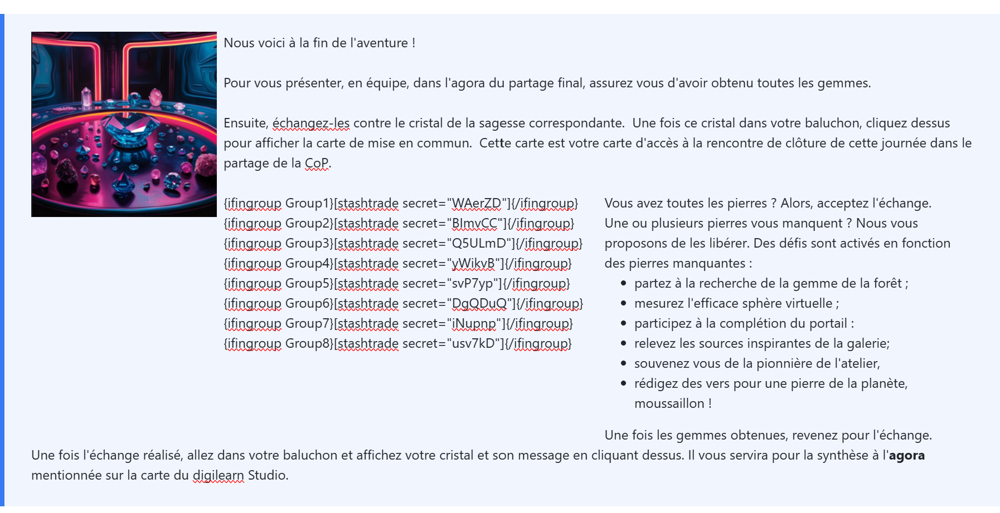 Nous voici à la fin de l'aventure !
Pour vous présenter, en équipe, dans l'agora du partage final, assurez vous d'avoir obtenu toutes les gemmes.
Ensuite, échangez-les contre le cristal de la sagesse correspondante.  Une fois ce cristal dans votre baluchon, cliquez dessus
pour afficher la carte de mise en commun.  Cette carte est votre carte d'accès à la rencontre de clôture de cette journée dans le
partage de la CoP.
{ifingroup Group1}[stashtrade secret="WAerZD"]{/ifingroup}
{ifingroup Group2}[stashtrade secret="BImvCC"]{/ifingroup}
{ifingroup Group3}[stashtrade secret="Q5ULmD"]{/ifingroup}
{ifingroup Group4}[stashtrade secret="yWikvB"]{/ifingroup}
{ifingroup Group5}[stashtrade secret="svP7yp"]{/ifingroup}
{ifingroup Group6}[stashtrade secret="DgQDuQ"]{/ifingroup}
{ifingroup Group7}[stashtrade secret="iNupnp"]{/ifingroup}
{ifingroup Group8}[stashtrade secret="usv7kD"]{/ifingroup}
Vous avez toutes les pierres ? Alors, acceptez l'échange.
Une ou plusieurs pierres vous manquent ? Nous vous
proposons de les libérer. Des défis sont activés en fonction
des pierres manquantes :
• partez à la recherche de la gemme de la forêt ;
• mesurez l'efficace sphère virtuelle ;
• participez à la complétion du portail :
• relevez les sources inspirantes de la galerie;
• souvenez vous de la pionnière de l'atelier,
• rédigez des vers pour une pierre de la planète,
moussaillon !
Une fois les gemmes obtenues, revenez pour l'échange.
Une fois l'échange réalisé, allez dans votre baluchon et affichez votre cristal et son message en cliquant dessus. Il vous servira pour la synthèse à l'agora
mentionnée sur la carte du digilearn Studio.